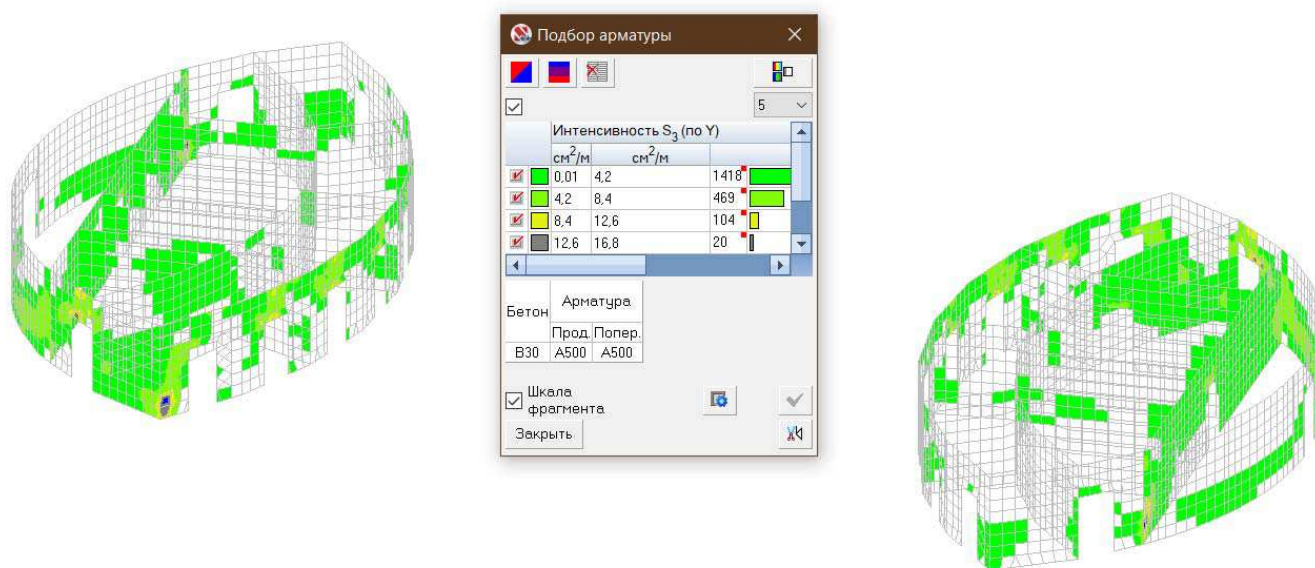 Подбор арматуры
5
Интенсивность S₃ (по Y)
см²/м см²/м
0,01 4,2 1418
4,2 8,4 469
8,4 12,6 104
12,6 16,8 20
Бетон Арматура
Прод. Попер.
B30 A500 A500
Шкала
фрагмента
Закрыть